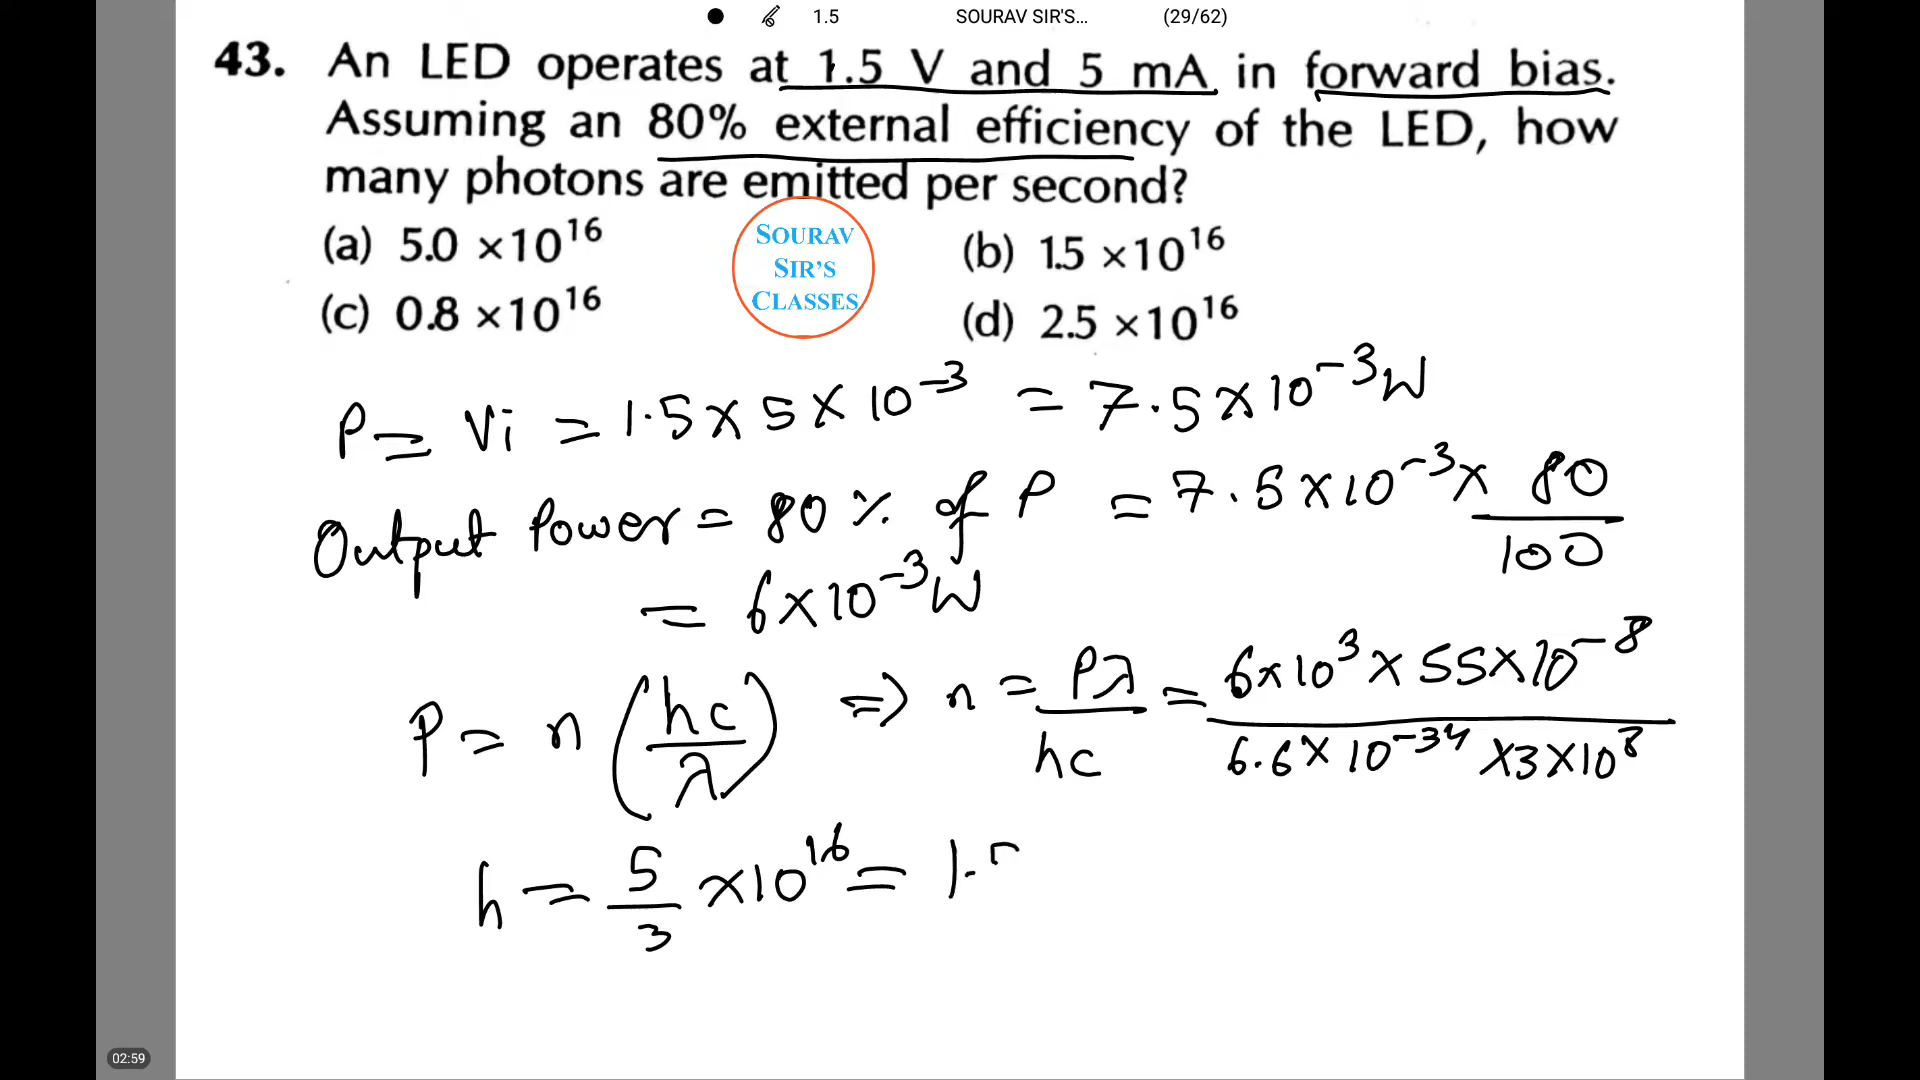 1.5 SOURAV SIR'S... (29/62)
43. An LED operates at 1.5 V and 5 mA in forward bias.
Assuming an 80% external efficiency of the LED, how
many photons are emitted per second?
(a) 5.0 ×10^16 (b) 1.5 ×10^16
(c) 0.8 ×10^16 (d) 2.5 ×10^16
SOURAV
SIR'S
CLASSES
P = Vi = 1.5 × 5 × 10^-3 = 7.5 × 10^-3 W
Output Power = 80 % of P = 7.5 × 10^-3 × 80/100
= 6 × 10^-3 W
P = n (hc/λ) ⇒ n = Pλ/hc = 6×10^3 × 55×10^-8 / 6.6×10^-34 ×3×10^8
n = 5/3 ×10^16 = 1.
02:59